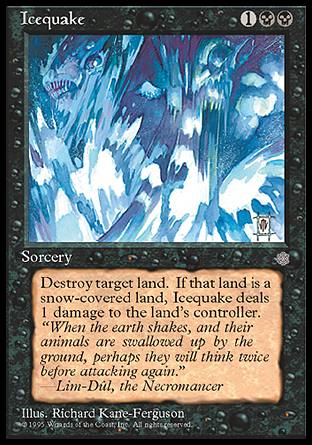 Icequake 1
Sorcery
Destroy target land. If that land is a
snow-covered land, Icequake deals
1 damage to the land's controller.
"When the earth shakes, and their
animals are swallowed up by the
ground, perhaps they will think twice
before attacking again."
—Lim-Dûl, the Necromancer
Illus. Richard Kane-Ferguson
© 1995 Wizards of the Coast, Inc. All rights reserved.